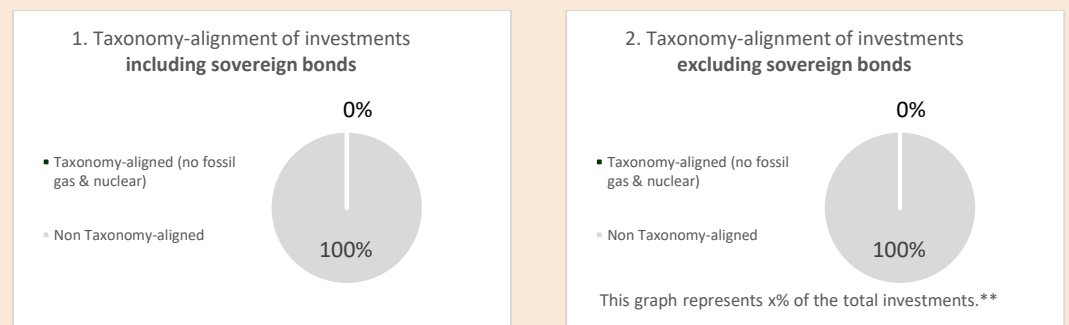 1. Taxonomy-alignment of investments
including sovereign bonds
0%
Taxonomy-aligned (no fossil
gas & nuclear)
Non Taxonomy-aligned
100%
2. Taxonomy-alignment of investments
excluding sovereign bonds
0%
Taxonomy-aligned (no fossil
gas & nuclear)
Non Taxonomy-aligned
100%
This graph represents x% of the total investments.**